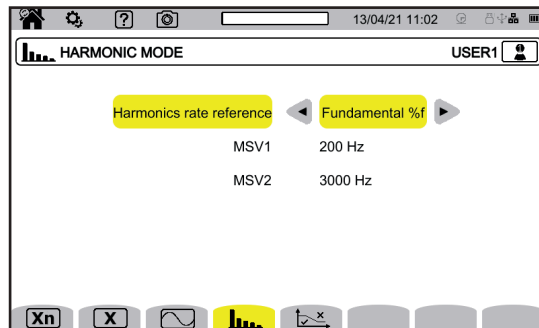 ? 13/04/21 11:02
HARMONIC MODE USER1
Harmonics rate reference Fundamental %f
MSV1 200 Hz
MSV2 3000 Hz
Xn X